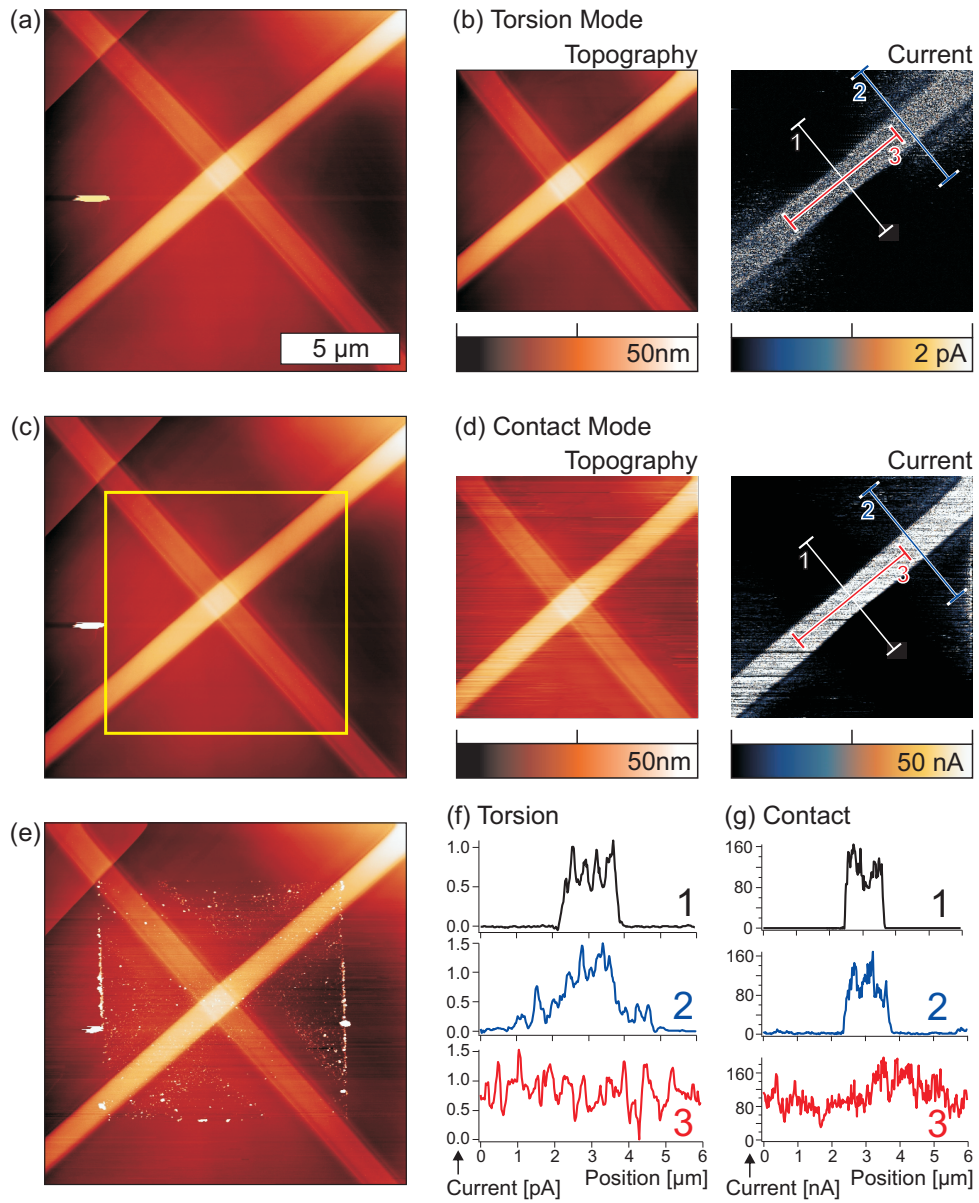 (a)
5 µm
(b) Torsion Mode
Topography
50nm
Current
1
2
3
2 pA
(c)
(d) Contact Mode
Topography
50nm
Current
1
2
3
50 nA
(e)
(f) Torsion
1.0
0.5
0.0
1
1.5
1.0
0.5
0.0
2
1.5
1.0
0.5
0.0
3
0 1 2 3 4 5 6
Current [pA]
Position [µm]
(g) Contact
160
80
0
1
160
80
0
2
160
80
0
3
0 1 2 3 4 5 6
Current [nA]
Position [µm]